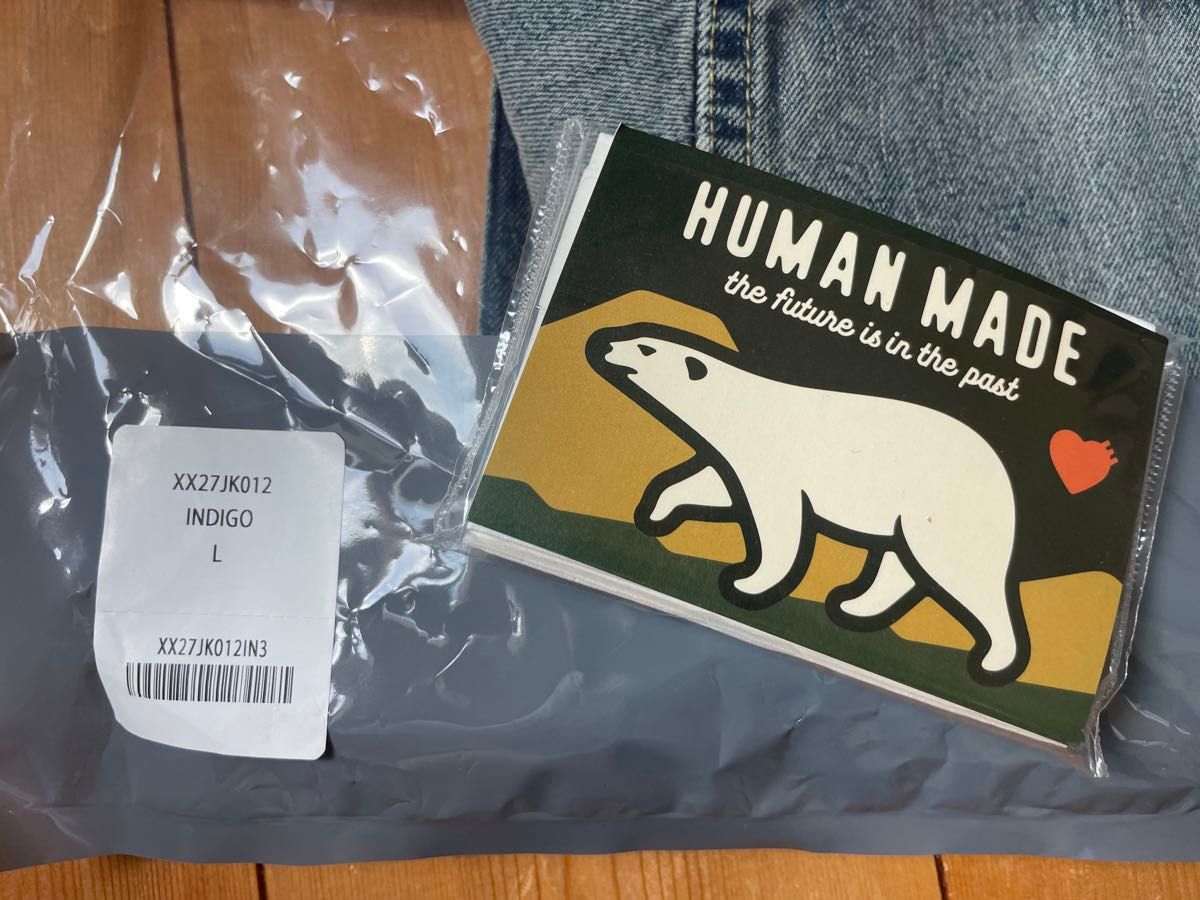 XX27JK012
INDIGO
L
XX27JK012IN3
HUMAN MADE
the future is in the past